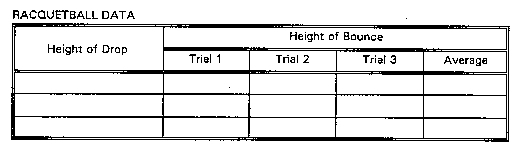 RACQUETBALL DATA
Height of Drop
Height of Bounce
Trial 1
Trial 2
Trial 3
Average